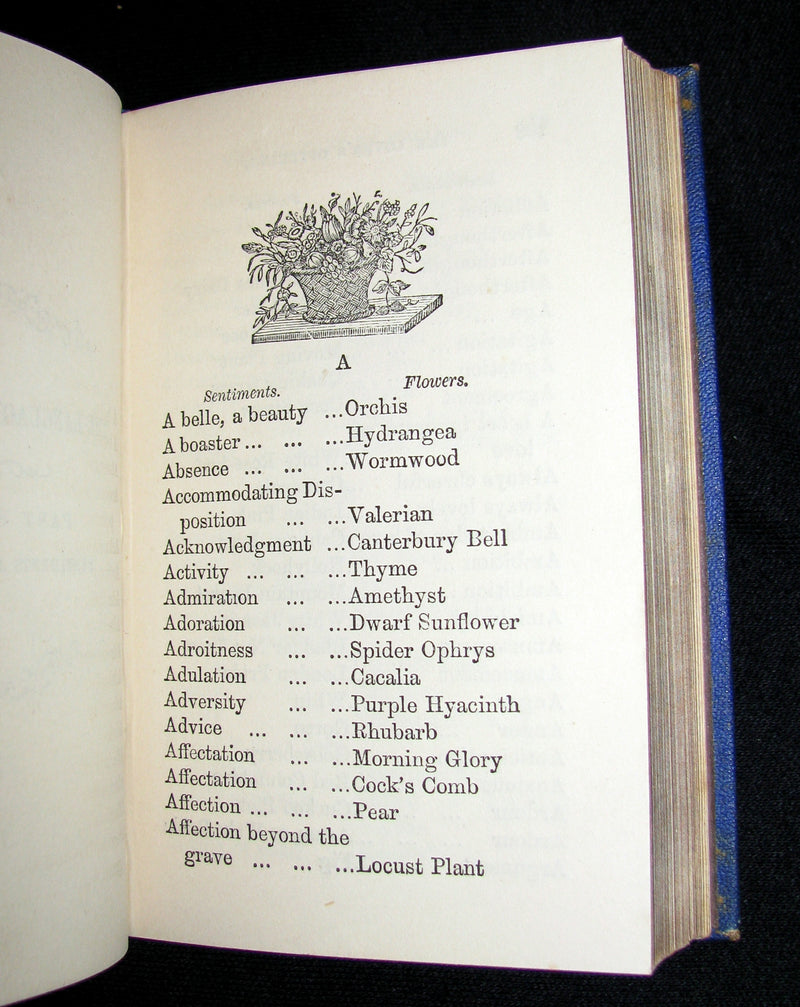 A
Sentiments. Flowers.
A belle, a beauty ...Orchis
A boaster... ... ...Hydrangea
Absence ... ... ...Wormwood
Accommodating Dis-
position ... ...Valerian
Acknowledgment ...Canterbury Bell
Activity ... ... ...Thyme
Admiration ... ...Amethyst
Adoration ... ...Dwarf Sunflower
Adroitness ... ...Spider Ophrys
Adulation ... ...Cacalia
Adversity ... ...Purple Hyacinth
Advice ... ... ...Rhubarb
Affectation ... ...Morning Glory
Affectation ... ...Cock's Comb
Affection ... ... ...Pear
Affection beyond the
grave ... ... ...Locust Plant